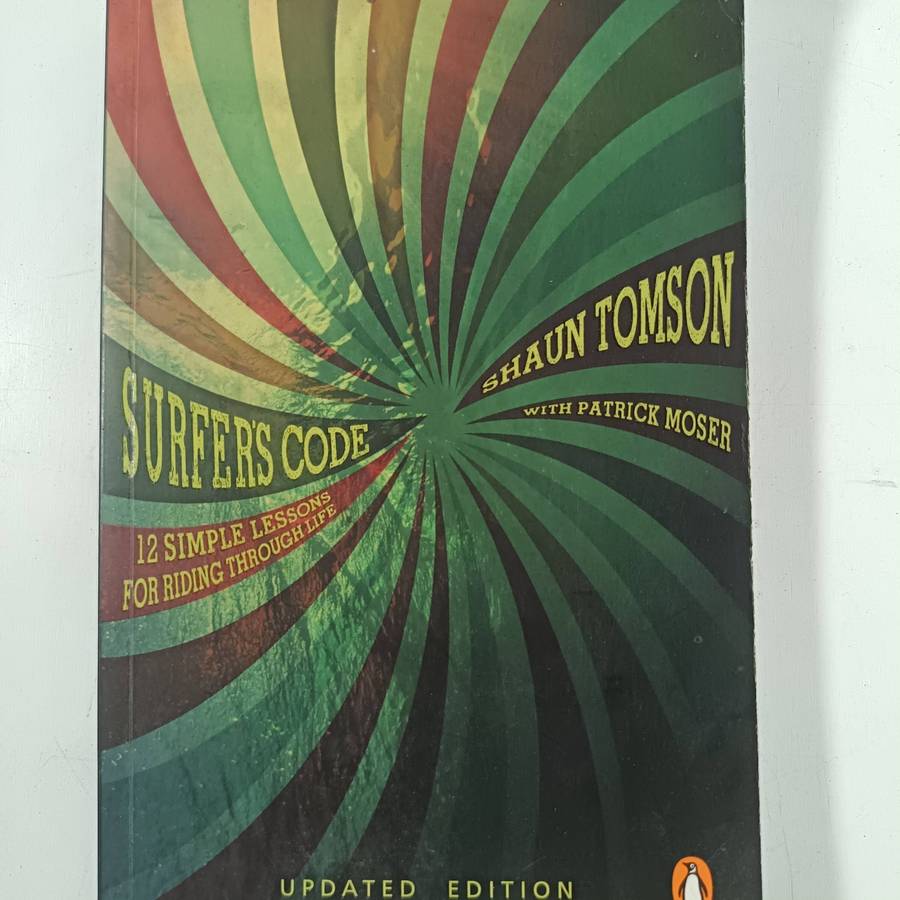 SURFER'S CODE
12 SIMPLE LESSONS
FOR RIDING THROUGH LIFE
SHAUN TOMSON
WITH PATRICK MOSER
UPDATED EDITION